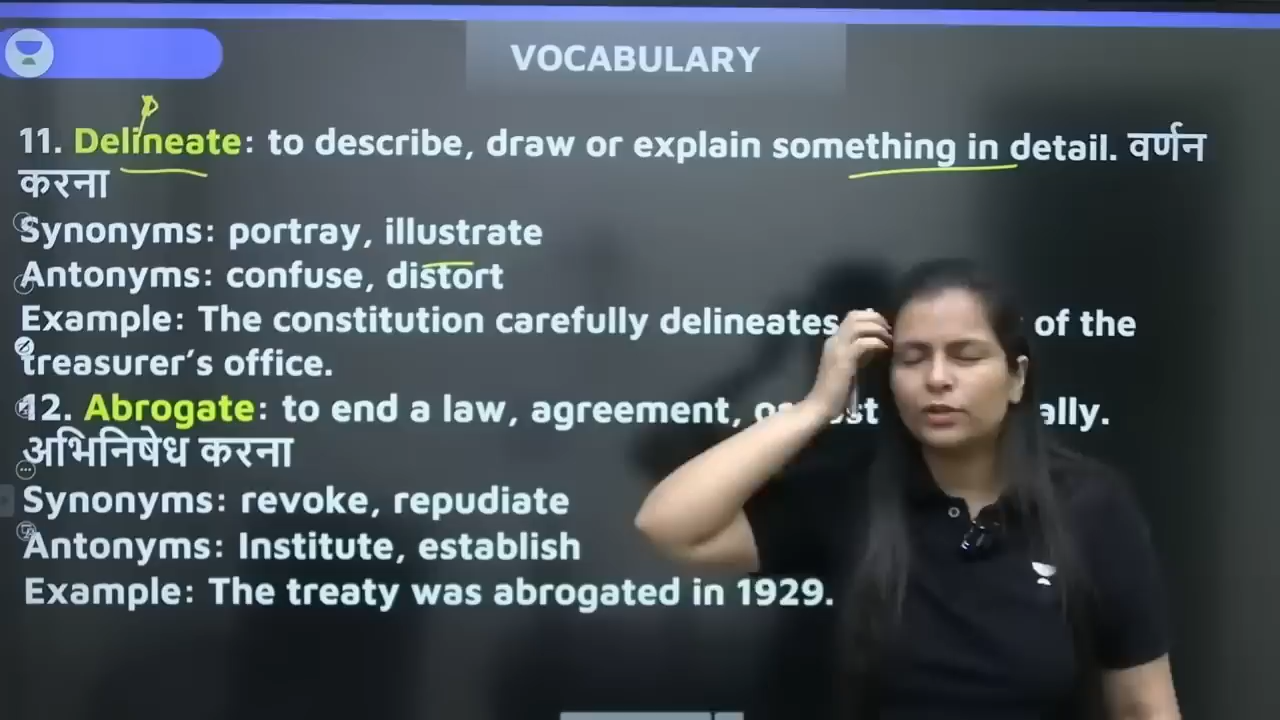 VOCABULARY
11. Delineate: to describe, draw or explain something in detail. वर्णन
करना
Synonyms: portray, illustrate
Antonyms: confuse, distort
Example: The constitution carefully delineates of the
treasurer's office.
12. Abrogate: to end a law, agreement,
अभिनिषेध करना
Synonyms: revoke, repudiate
Antonyms: Institute, establish
Example: The treaty was abrogated in 1929.